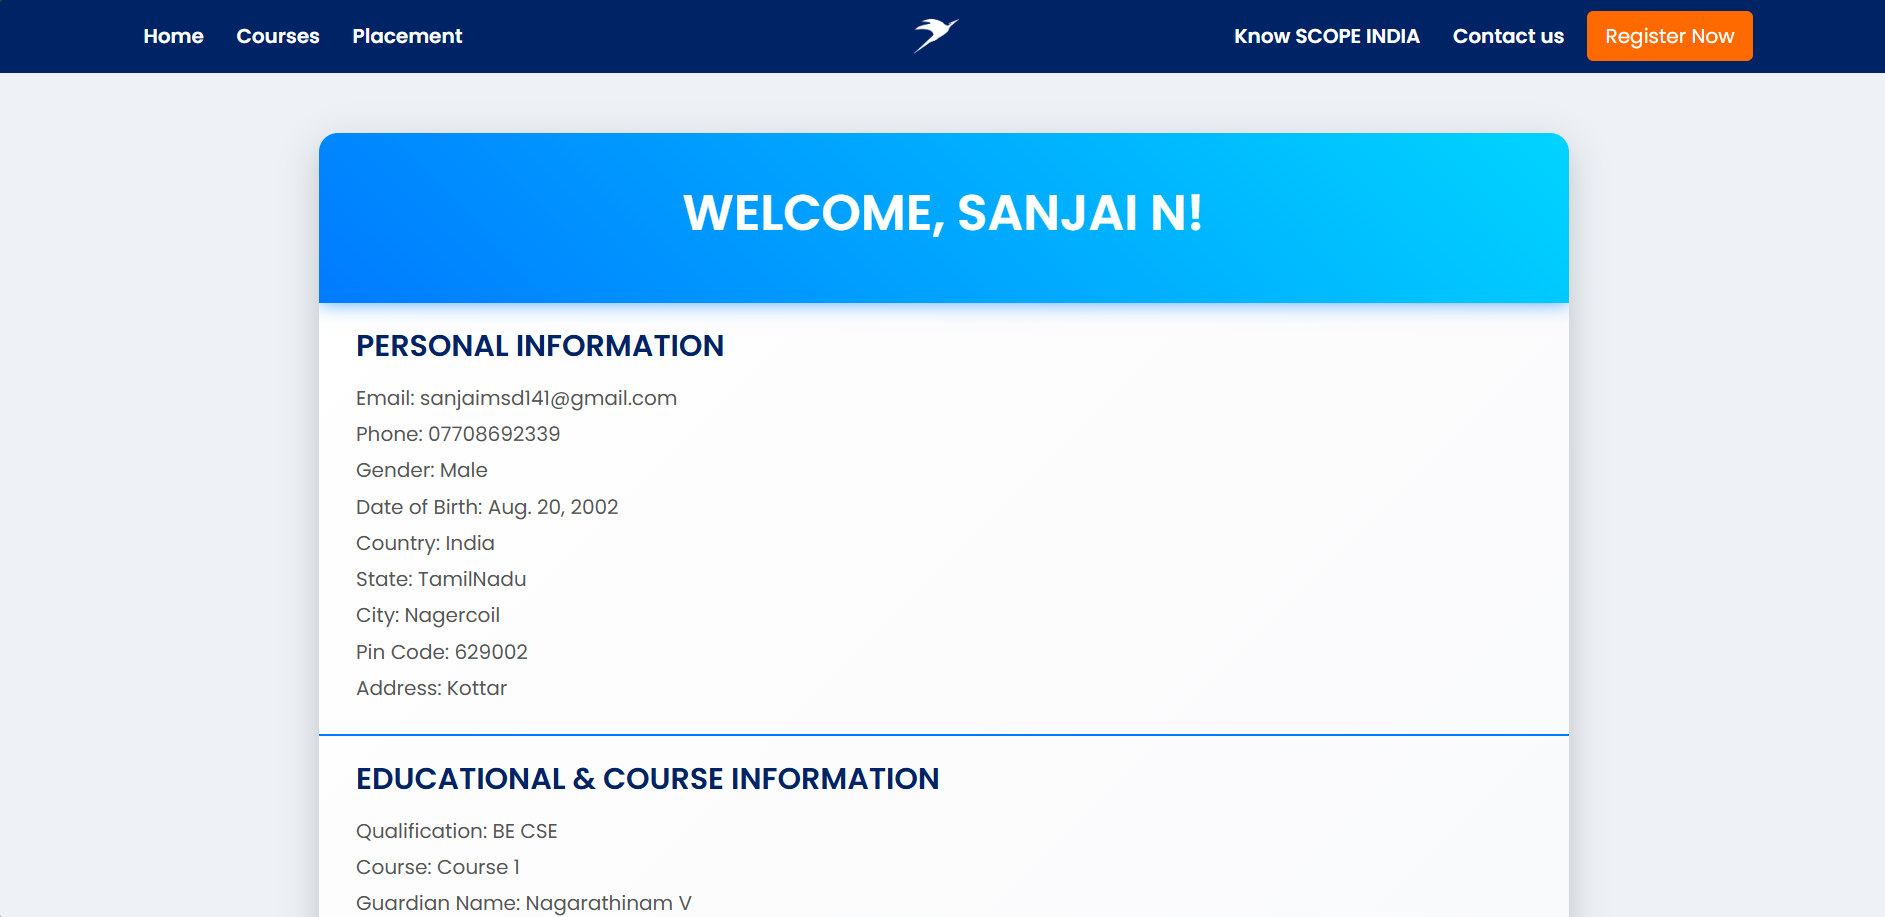 Home Courses Placement Know SCOPE INDIA Contact us Register Now
WELCOME, SANJAI N!
PERSONAL INFORMATION
Email: sanjaimsd141@gmail.com
Phone: 07708692339
Gender: Male
Date of Birth: Aug. 20, 2002
Country: India
State: TamilNadu
City: Nagercoil
Pin Code: 629002
Address: Kottar
EDUCATIONAL & COURSE INFORMATION
Qualification: BE CSE
Course: Course 1
Guardian Name: Nagarathinam V